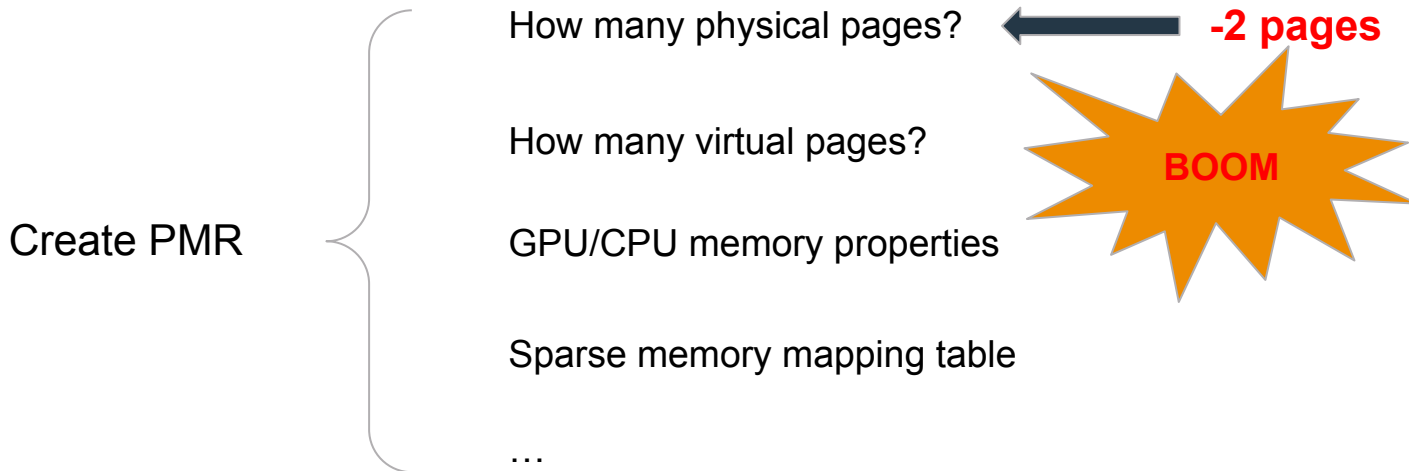 How many physical pages?
-2 pages
How many virtual pages?
BOOM
Create PMR
GPU/CPU memory properties
Sparse memory mapping table
…